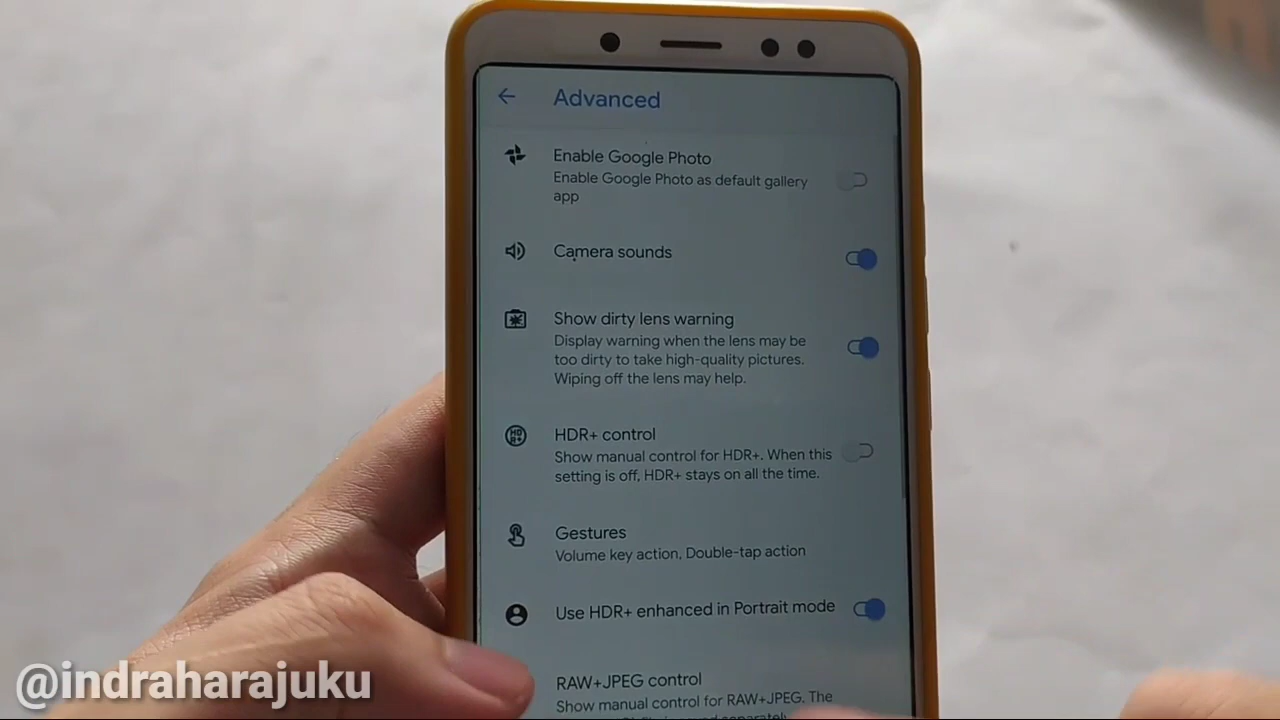 Advanced
Enable Google Photo
Enable Google Photo as default gallery
app
Camera sounds
Show dirty lens warning
Display warning when the lens may be
too dirty to take high-quality pictures.
Wiping off the lens may help.
HDR+ control
Show manual control for HDR+. When this
setting is off, HDR+ stays on all the time.
Gestures
Volume key action, Double-tap action
Use HDR+ enhanced in Portrait mode
RAW+JPEG control
Show manual control for RAW+JPEG. The
separately
@indraharajuku